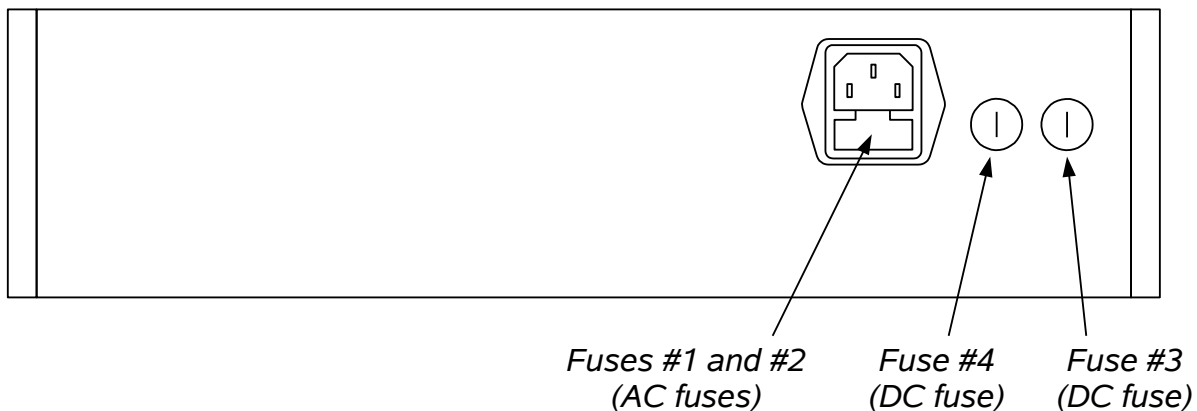 Fuses #1 and #2
(AC fuses)
Fuse #4
(DC fuse)
Fuse #3
(DC fuse)